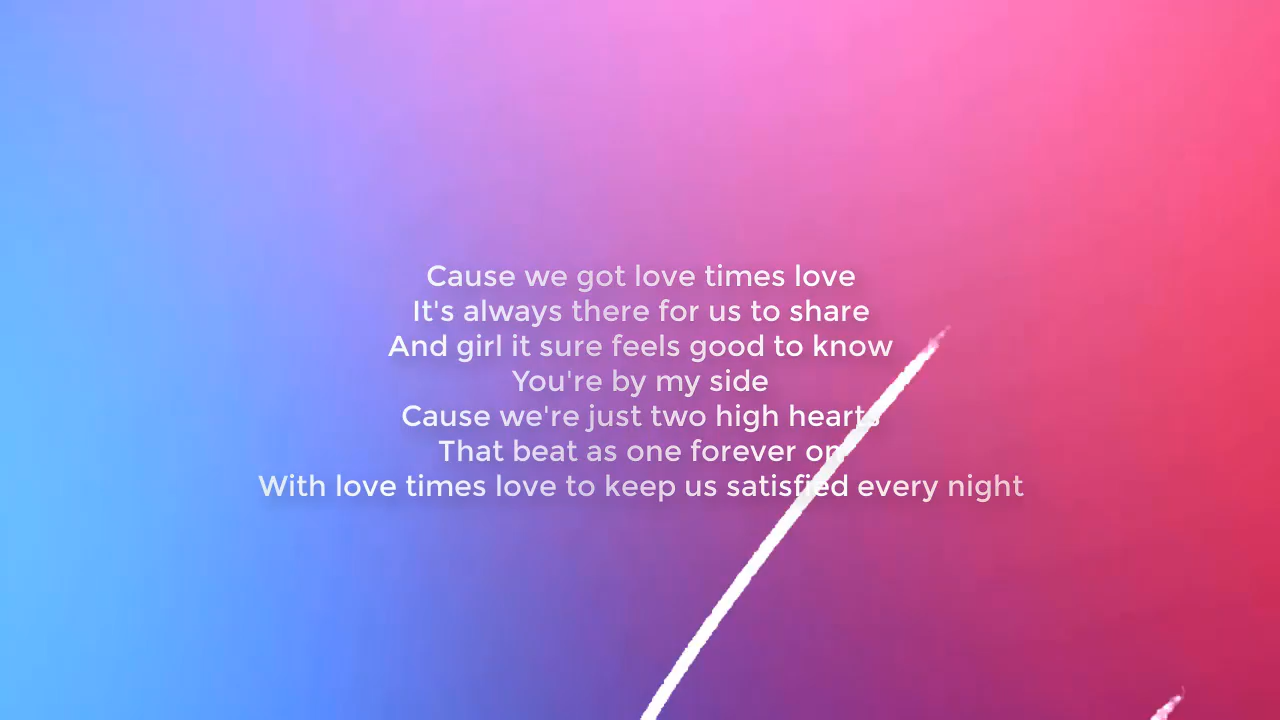 Cause we got love times love
It's always there for us to share
And girl it sure feels good to know
You're by my side
Cause we're just two high hearts
That beat as one forever on
With love times love to keep us satisfied every night